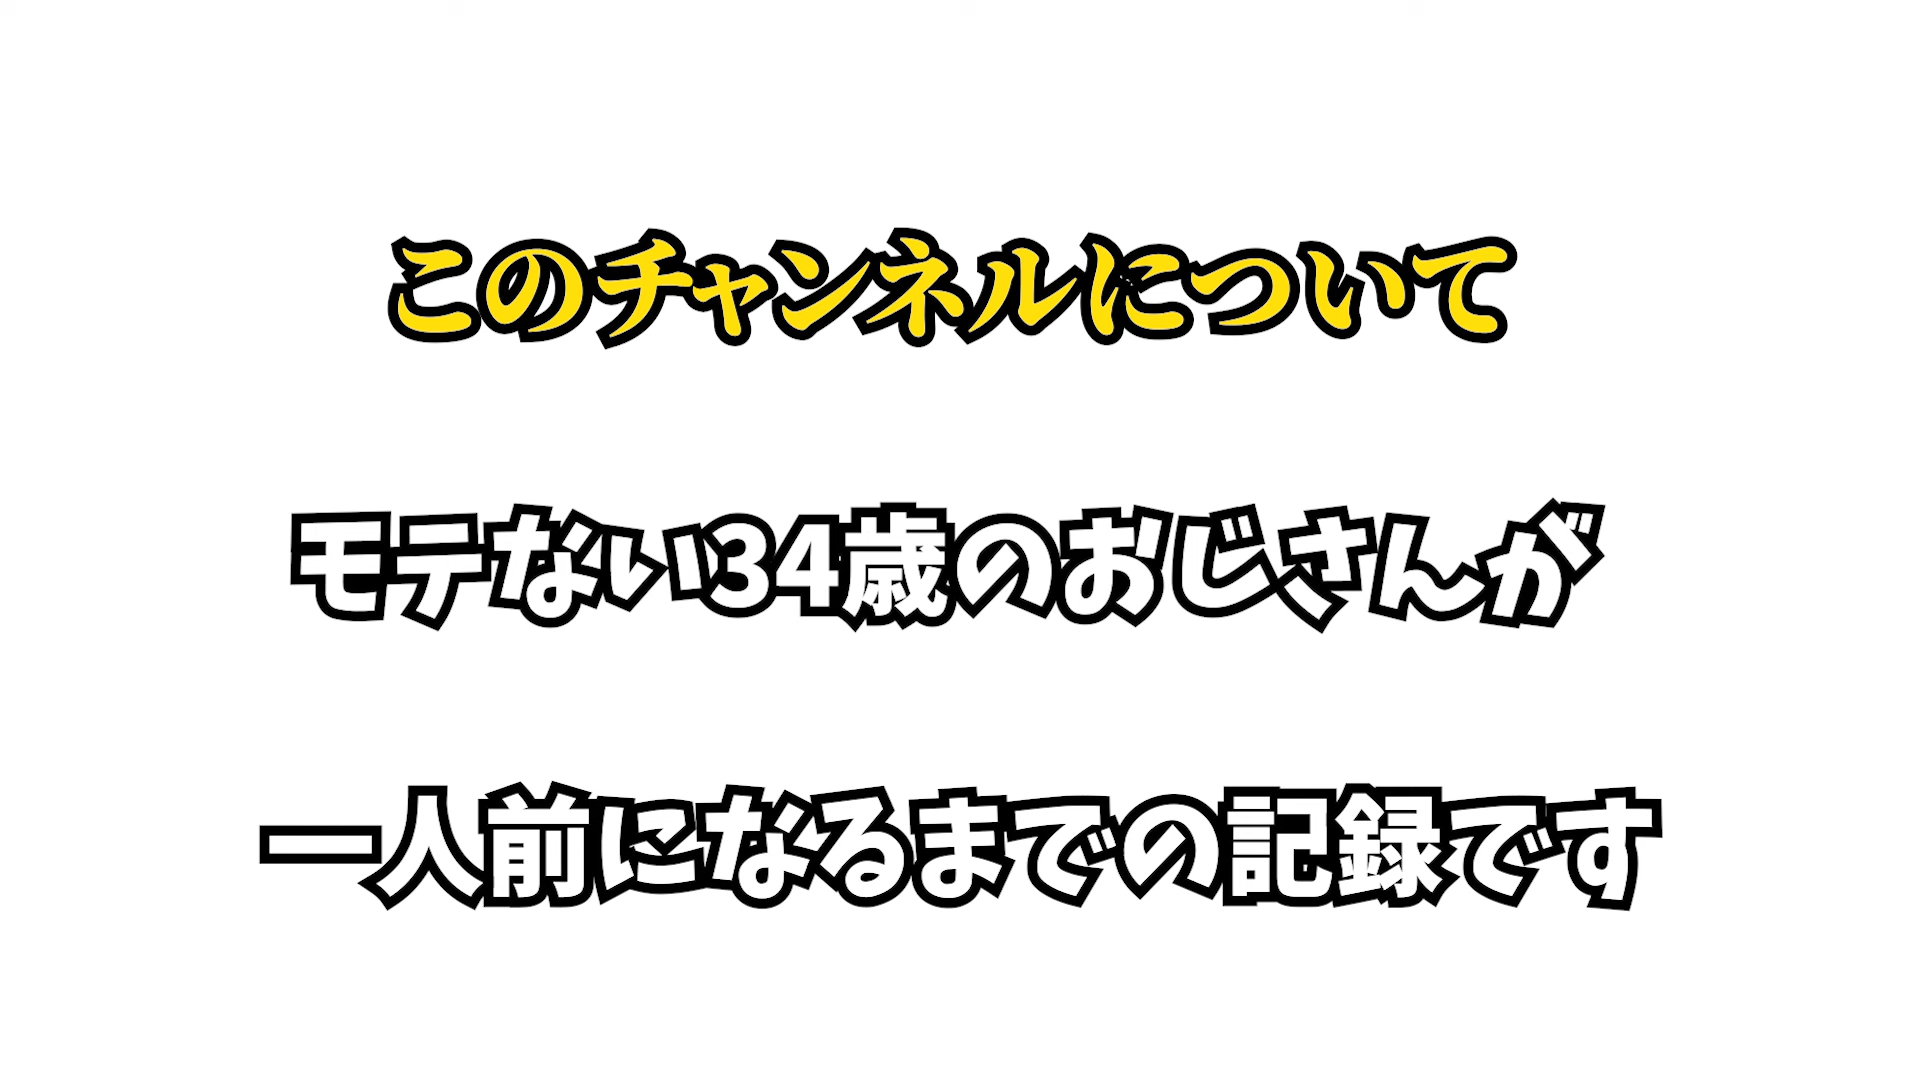 このチャンネルについて
モテない34歳のおじさんが
一人前になるまでの記録です